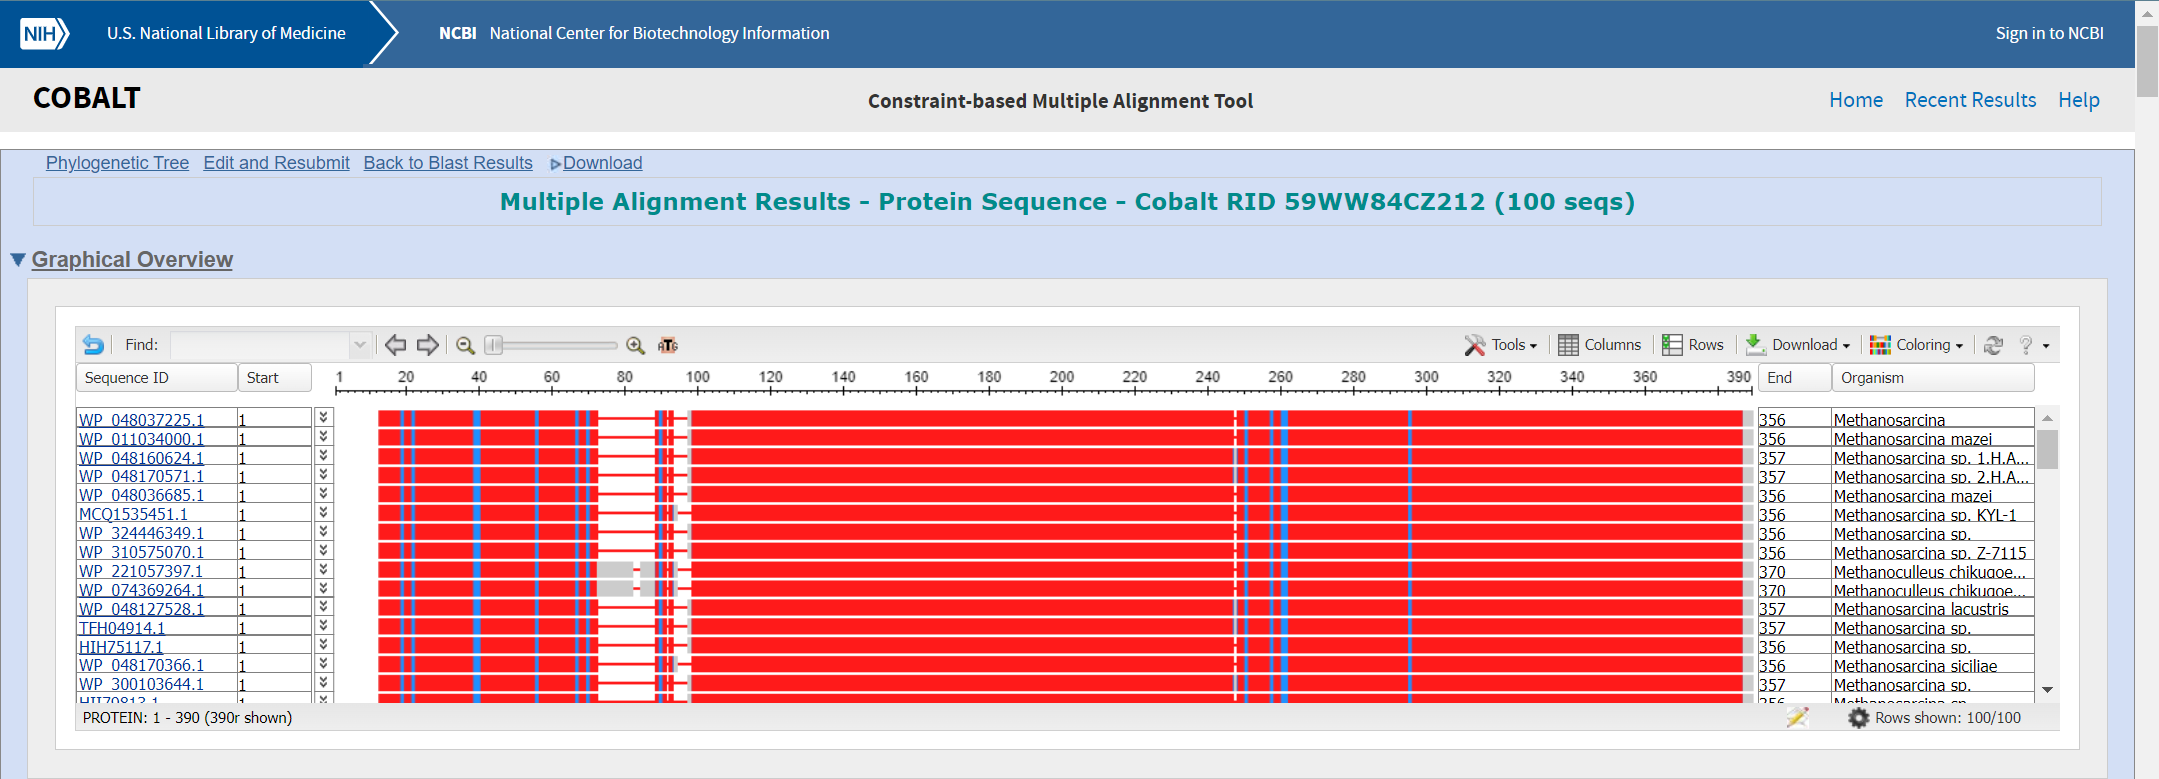 NIH U.S. National Library of Medicine NCBI National Center for Biotechnology Information Sign in to NCBI
COBALT Constraint-based Multiple Alignment Tool Home Recent Results Help
Phylogenetic Tree Edit and Resubmit Back to Blast Results Download
Multiple Alignment Results - Protein Sequence - Cobalt RID 59WW84CZ212 (100 seqs)
Graphical Overview
Find: ATG Tools Columns Rows Download Coloring ?
Sequence ID Start 1 20 40 60 80 100 120 140 160 180 200 220 240 260 280 300 320 340 360 390 End Organism
WP_048037225.1 1 356 Methanosarcina
WP_011034000.1 1 356 Methanosarcina mazei
WP_048160624.1 1 357 Methanosarcina sp. 1.H.A...
WP_048170571.1 1 357 Methanosarcina sp. 2.H.A...
WP_048036685.1 1 356 Methanosarcina mazei
MCQ1535451.1 1 356 Methanosarcina sp. KYL-1
WP_324446349.1 1 356 Methanosarcina sp.
WP_310575070.1 1 356 Methanosarcina sp. Z-7115
WP_221057397.1 1 370 Methanoculleus chikugoe...
WP_074369264.1 1 370 Methanoculleus chikugoe...
WP_048127528.1 1 357 Methanosarcina lacustris
TFH04914.1 1 357 Methanosarcina sp.
HIH75117.1 1 356 Methanosarcina sp.
WP_048170366.1 1 356 Methanosarcina siciliae
WP_300103644.1 1 357 Methanosarcina sp.
PROTEIN: 1 - 390 (390r shown) Rows shown: 100/100